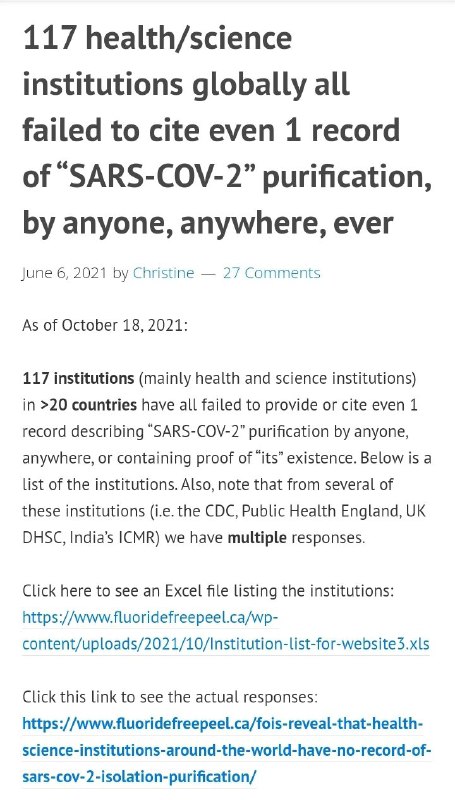 117 health/science
institutions globally all
failed to cite even 1 record
of “SARS-COV-2” purification,
by anyone, anywhere, ever
June 6, 2021 by Christine — 27 Comments
As of October 18, 2021:
117 institutions (mainly health and science institutions)
in >20 countries have all failed to provide or cite even 1
record describing “SARS-COV-2” purification by anyone,
anywhere, or containing proof of “its” existence. Below is a
list of the institutions. Also, note that from several of
these institutions (i.e. the CDC, Public Health England, UK
DHSC, India’s ICMR) we have multiple responses.
Click here to see an Excel file listing the institutions:
https://www.fluoridefreepeel.ca/wp-
content/uploads/2021/10/Institution-list-for-website3.xls
Click this link to see the actual responses:
https://www.fluoridefreepeel.ca/fois-reveal-that-health-
science-institutions-around-the-world-have-no-record-of-
sars-cov-2-isolation-purification/